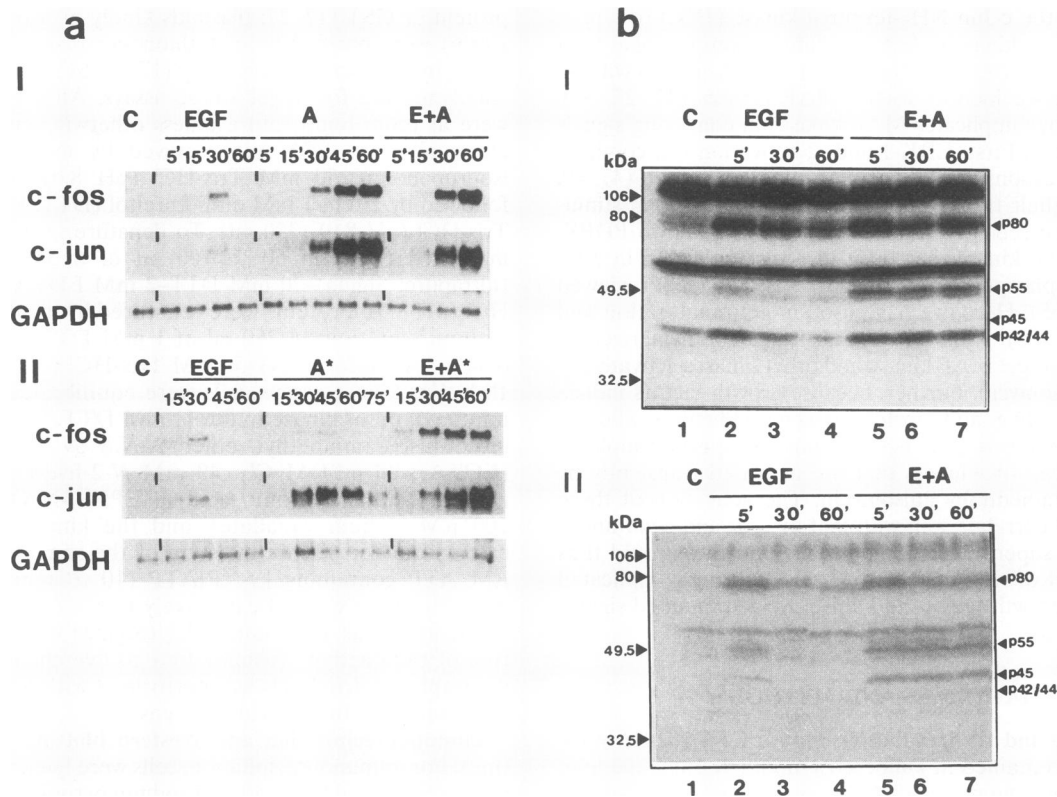 a
I
C EGF A E+A
5' 15' 30' 60' 5' 15' 30' 45' 60' 5' 15' 30' 60'
c-fos
c-jun
GAPDH
II
C EGF A* E+A*
15' 30' 45' 60' 15' 30' 45' 60' 75' 15' 30' 45' 60'
c-fos
c-jun
GAPDH
b
I
C EGF E+A
5' 30' 60' 5' 30' 60'
kDa
106
80
p80
49.5
p55
p45
p42/44
32.5
1 2 3 4 5 6 7
II
C EGF E+A
5' 30' 60' 5' 30' 60'
kDa
106
80
p80
49.5
p55
p45
p42/44
32.5
1 2 3 4 5 6 7